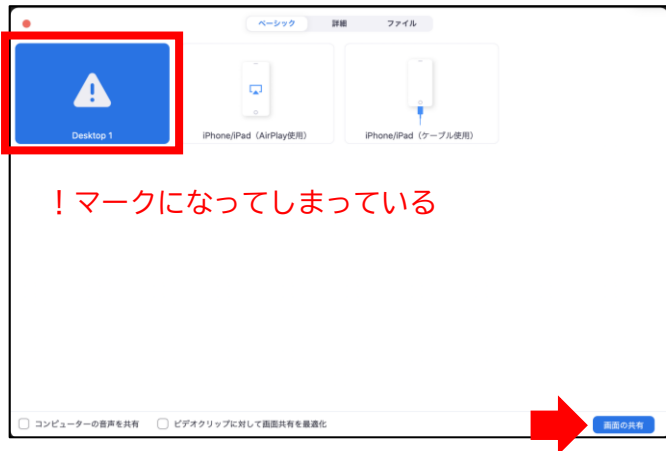 ベーシック 詳細 ファイル
Desktop 1 iPhone/iPad（AirPlay使用） iPhone/iPad（ケーブル使用）
！マークになってしまっている
コンピューターの音声を共有 ビデオクリップに対して画面共有を最適化 画面の共有